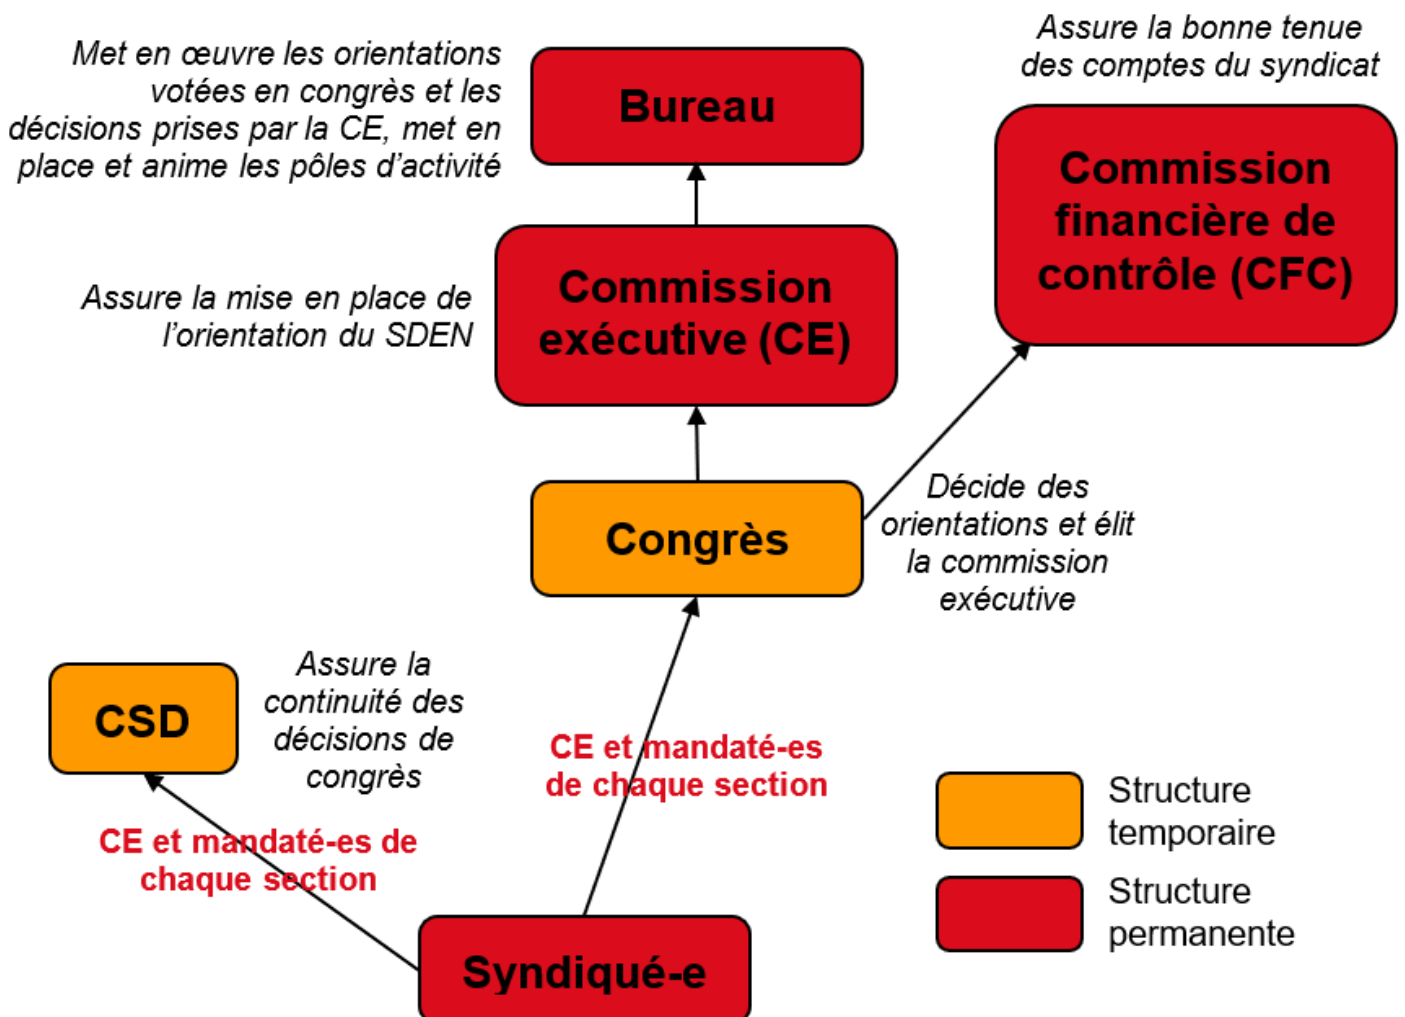 Met en œuvre les orientations
votées en congrès et les
décisions prises par la CE, met en
place et anime les pôles d’activité
Bureau
Assure la bonne tenue
des comptes du syndicat
Commission
financière de
contrôle (CFC)
Assure la mise en place de
l’orientation du SDEN
Commission
exécutive (CE)
Congrès
Décide des
orientations et élit
la commission
exécutive
CSD
Assure la
continuité des
décisions de
congrès
CE et mandaté-es
de chaque section
CE et mandaté-es de
chaque section
Syndiqué-e
Structure
temporaire
Structure
permanente